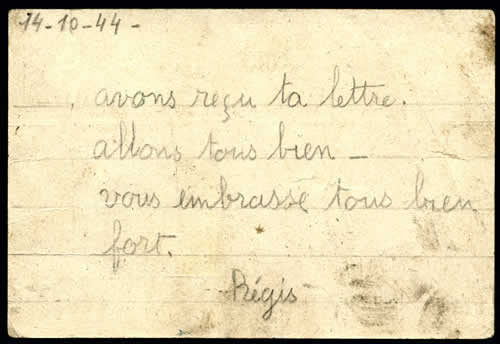 14-10-44-
avons reçu ta lettre.
allons tous bien -
vous embrasse tous bien
fort.
Régis